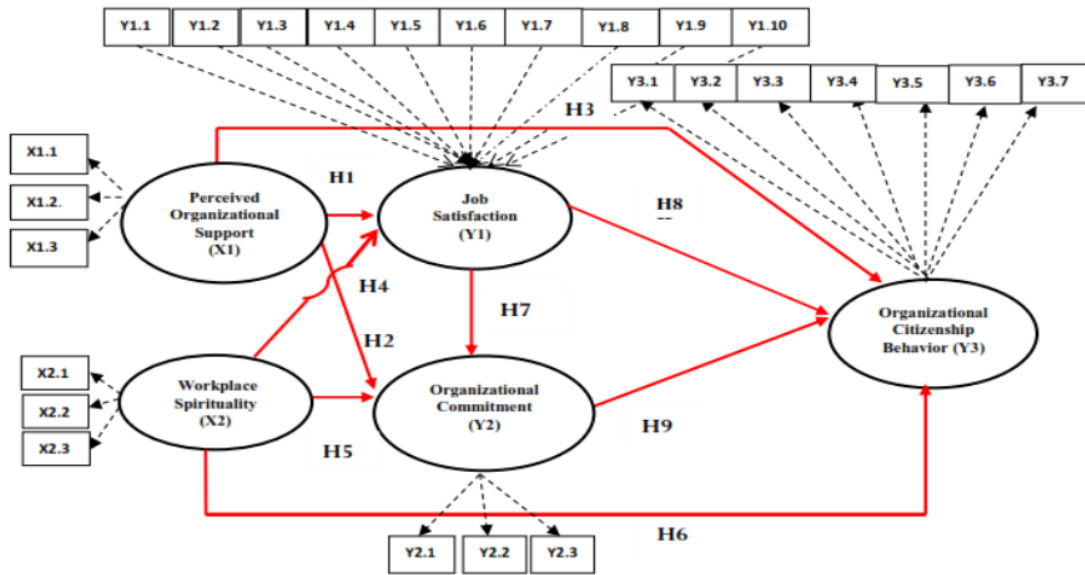 Y1.1 Y1.2 Y1.3 Y1.4 Y1.5 Y1.6 Y1.7 Y1.8 Y1.9 Y1.10
Y3.1 Y3.2 Y3.3 Y3.4 Y3.5 Y3.6 Y3.7
H3
X1.1
X1.2.
X1.3
Perceived
Organizational
Support
(X1)
H1
Job
Satisfaction
(Y1)
H8
H4
H7
H2
Organizational
Citizenship
Behavior (Y3)
X2.1
X2.2
X2.3
Workplace
Spirituality
(X2)
H5
Organizational
Commitment
(Y2)
H9
H6
Y2.1 Y2.2 Y2.3